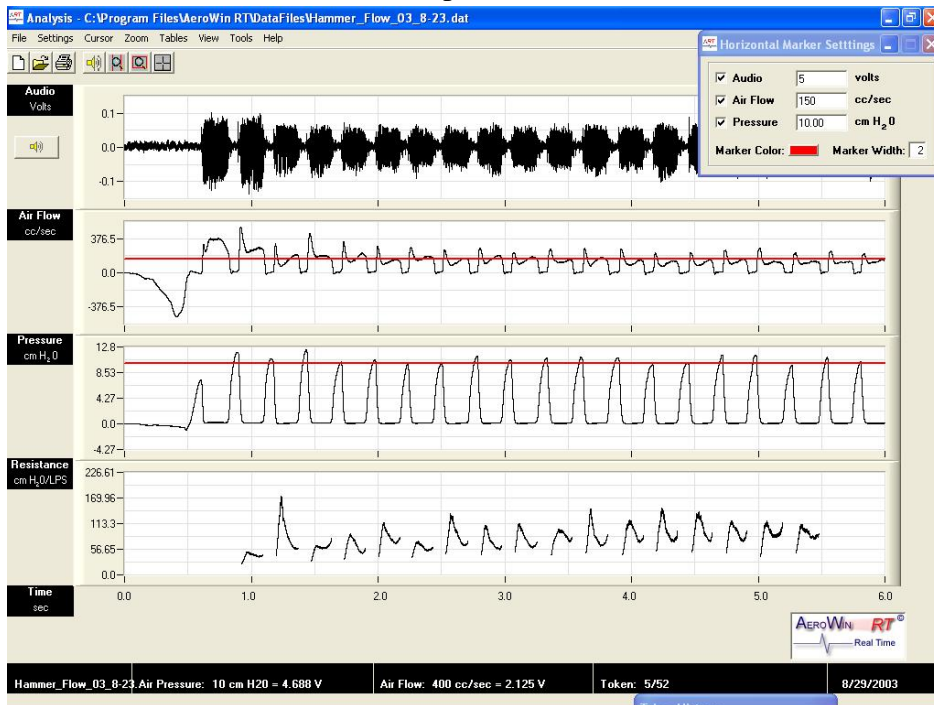 Analysis - C:\Program Files\AeroWin RT\DataFiles\Hammer_Flow_03_8-23.dat
File Settings Cursor Zoom Tables View Tools Help
Horizontal Marker Setttings
Audio 5 volts
Air Flow 150 cc/sec
Pressure 10.00 cm H₂0
Marker Color: Marker Width: 2
Audio
Volts
0.1
0.0
-0.1
Air Flow
cc/sec
376.5
0.0
-376.5
Pressure
cm H₂0
12.8
8.53
4.27
0.0
-4.27
Resistance
cm H₂0/LPS
226.61
169.96
113.3
56.65
0.0
Time
sec
0.0 1.0 2.0 3.0 4.0 5.0 6.0
AEROWIN RT©
Real Time
Hammer_Flow_03_8-23.Air Pressure: 10 cm H20 = 4.688 V Air Flow: 400 cc/sec = 2.125 V Token: 5/52 8/29/2003